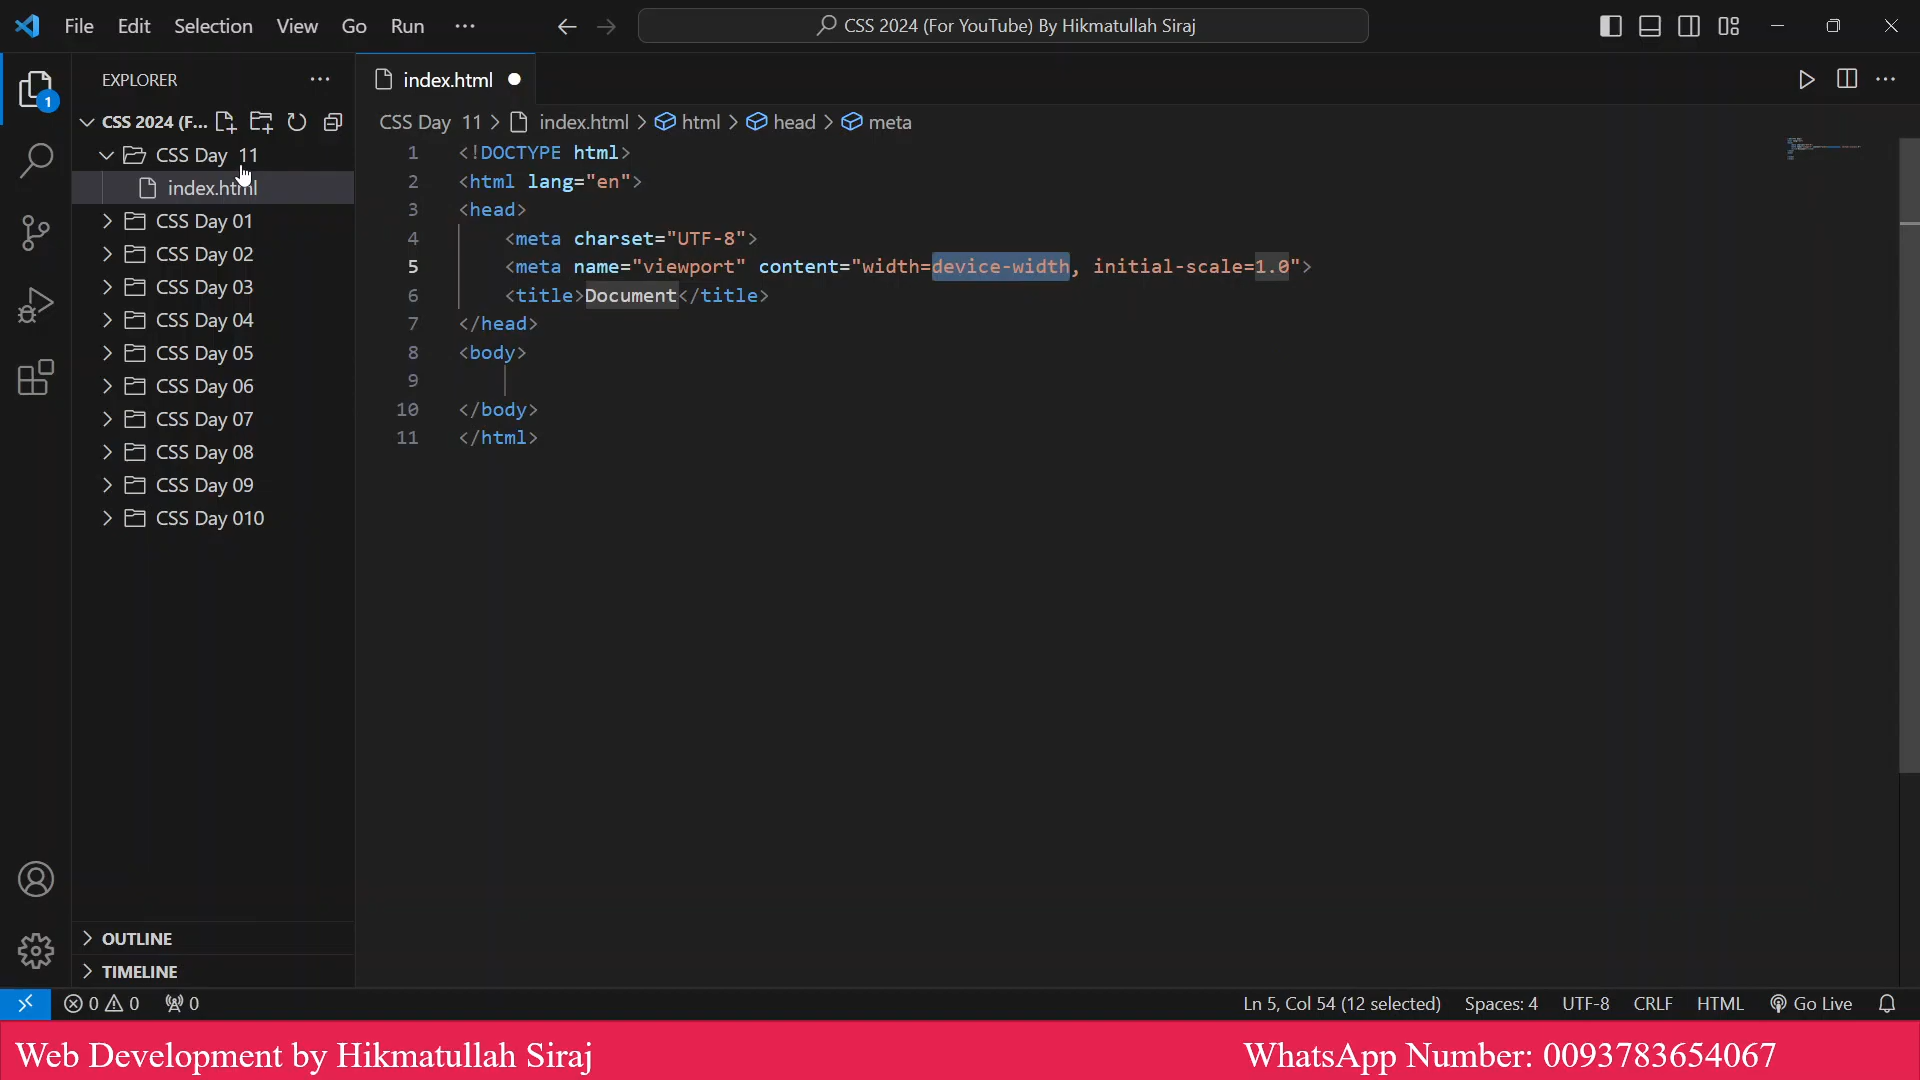 File Edit Selection View Go Run
CSS 2024 (For YouTube) By Hikmatullah Siraj
EXPLORER
index.html
CSS 2024 (F...
CSS Day 11 > index.html > html > head > meta
CSS Day  11
index.html
CSS Day 01
CSS Day 02
CSS Day 03
CSS Day 04
CSS Day 05
CSS Day 06
CSS Day 07
CSS Day 08
CSS Day 09
CSS Day 010
OUTLINE
TIMELINE
1 <!DOCTYPE html>
2 <html lang="en">
3 <head>
4     <meta charset="UTF-8">
5     <meta name="viewport" content="width=device-width, initial-scale=1.0">
6     <title>Document</title>
7 </head>
8 <body>
9
10 </body>
11 </html>
1
0 0 0
Ln 5, Col 54 (12 selected) Spaces: 4 UTF-8 CRLF HTML Go Live
Web Development by Hikmatullah Siraj
WhatsApp Number: 0093783654067